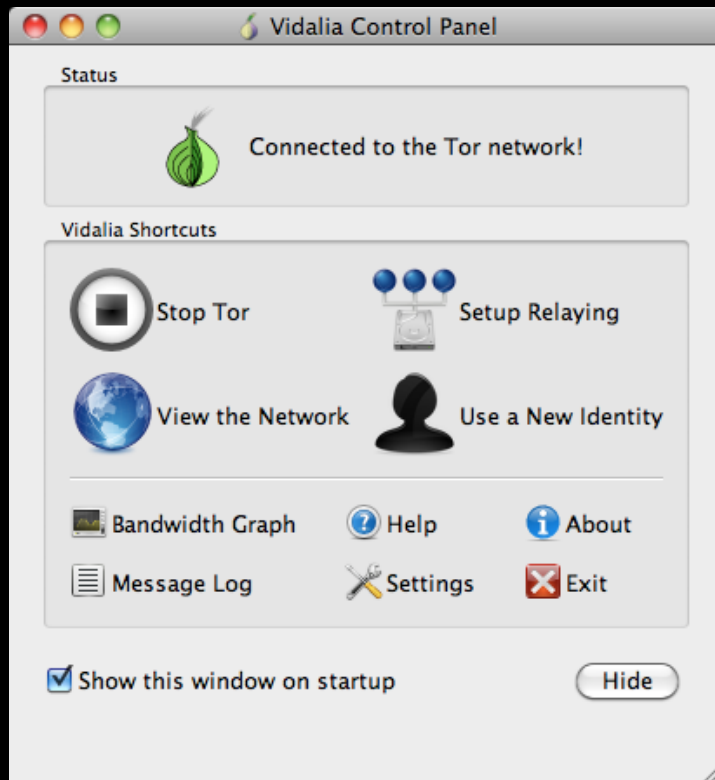 Vidalia Control Panel
Status
Connected to the Tor network!
Vidalia Shortcuts
Stop Tor
Setup Relaying
View the Network
Use a New Identity
Bandwidth Graph
Help
About
Message Log
Settings
Exit
Show this window on startup
Hide